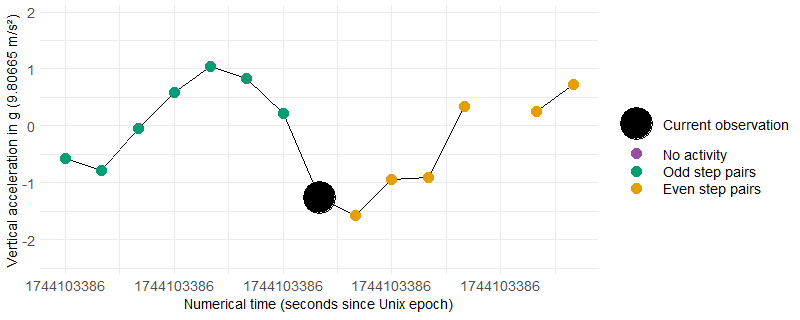 Vertical acceleration in g (9.80665 m/s²)
2
1
0
-1
-2
1744103386 1744103386 1744103386 1744103386 1744103386
Numerical time (seconds since Unix epoch)
Current observation
No activity
Odd step pairs
Even step pairs